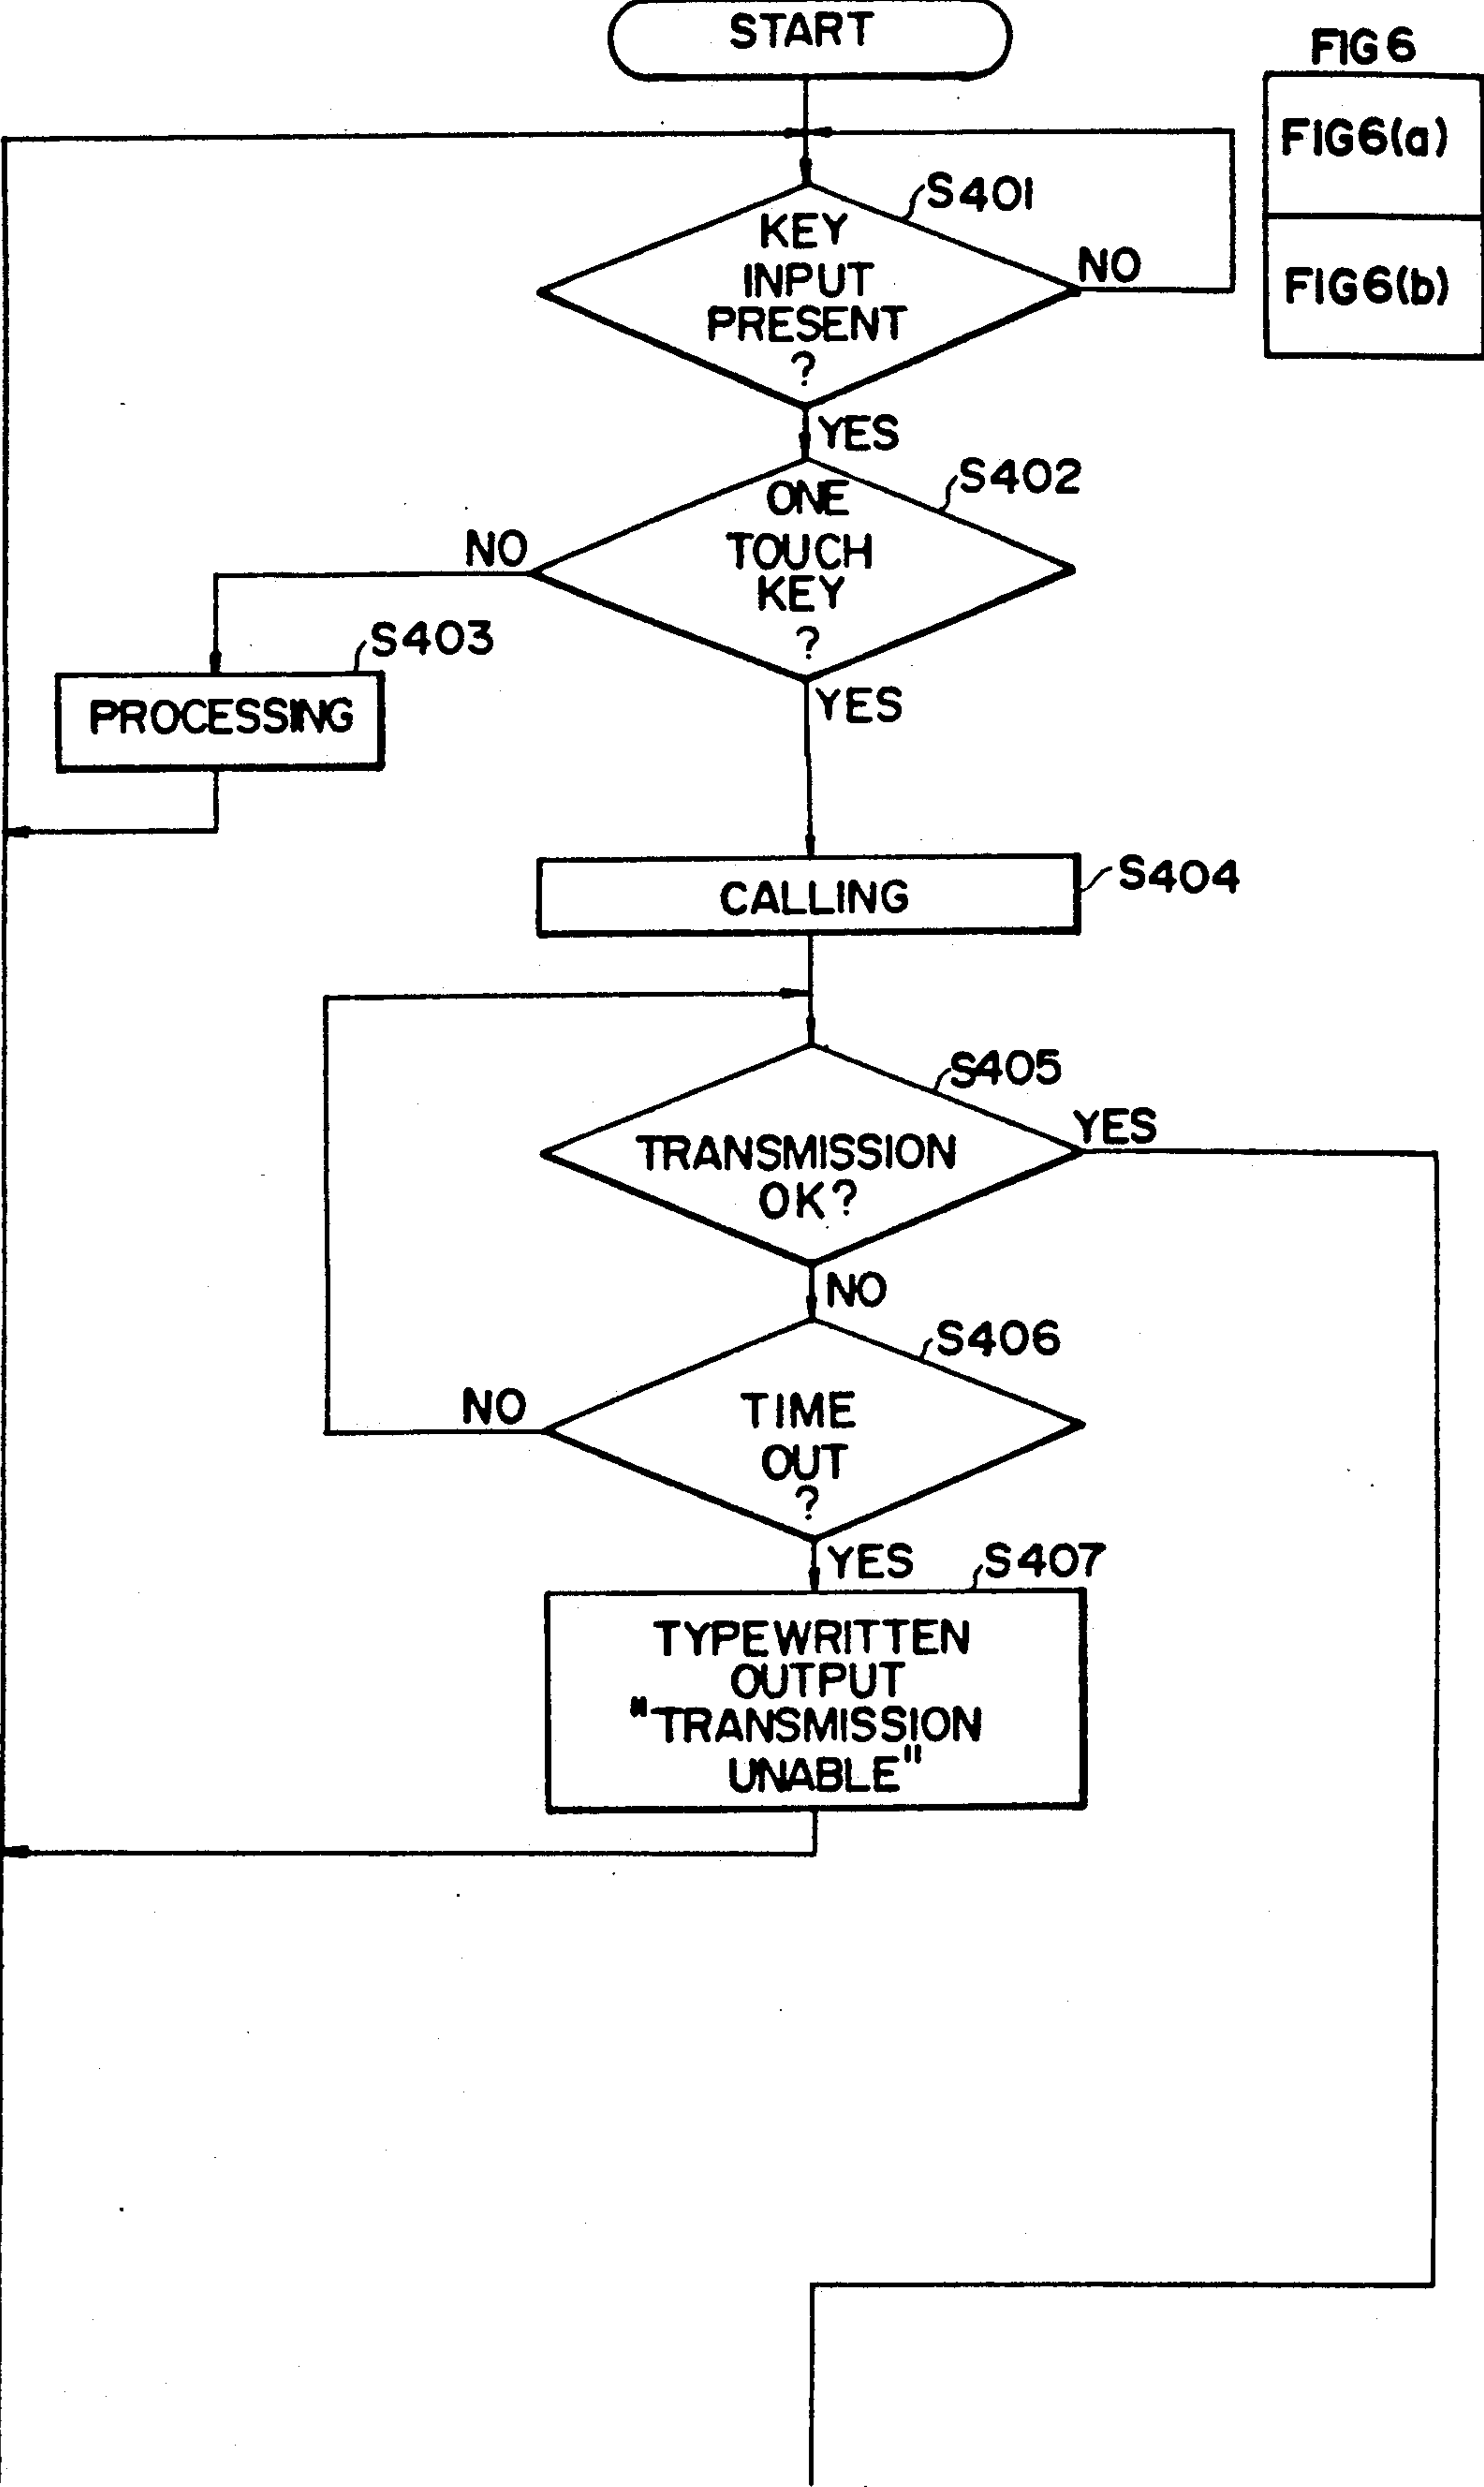 START
FIG 6
FIG6(a)
FIG6(b)
S401
KEY
INPUT
PRESENT
?
NO
YES
S402
ONE
TOUCH
KEY
?
NO
YES
S403
PROCESSING
CALLING
S404
S405
TRANSMISSION
OK?
YES
NO
S406
TIME
OUT
?
NO
YES
S407
TYPEWRITTEN
OUTPUT
"TRANSMISSION
UNABLE"